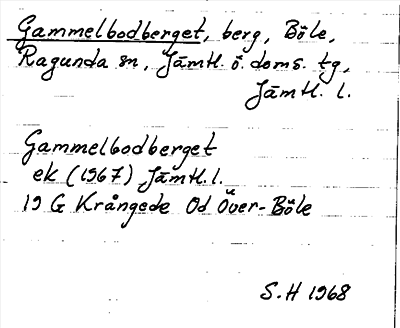 Gammelbodberget, berg, Böle,
Ragunda sn, Jämtl. ö. doms. tg,
Jämtl. l.
Gammelbodberget
ek (1967) Jämtl. l.
19 G Krångede Od Över-Böle
S.H 1968